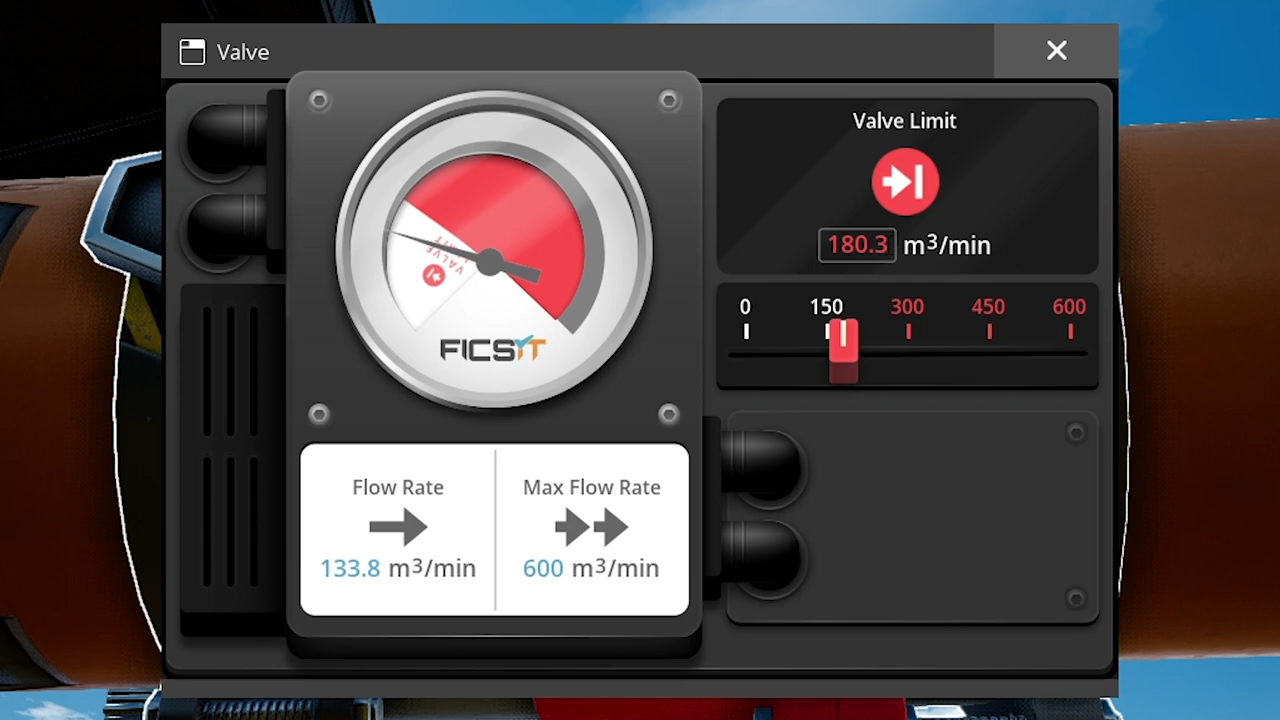 Valve
VALVE
LIMIT
FICSIT
Flow Rate
133.8 m3/min
Max Flow Rate
600 m3/min
Valve Limit
180.3 m3/min
0 150 300 450 600